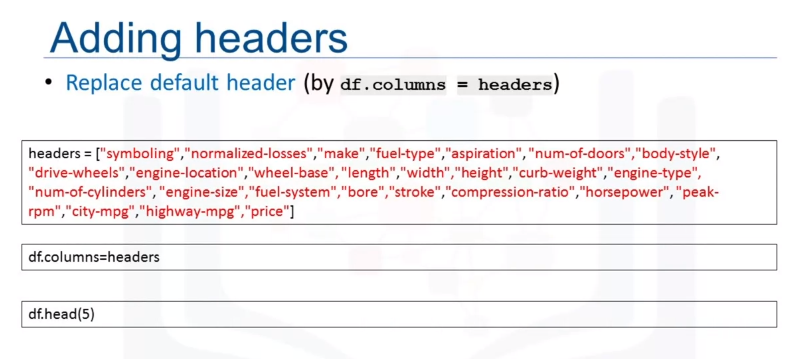 Adding headers
• Replace default header (by df.columns = headers)
headers = ["symboling","normalized-losses","make","fuel-type","aspiration", "num-of-doors","body-style",
"drive-wheels","engine-location","wheel-base", "length","width","height","curb-weight","engine-type",
"num-of-cylinders", "engine-size","fuel-system","bore","stroke","compression-ratio","horsepower", "peak-
rpm","city-mpg","highway-mpg","price"]
df.columns=headers
df.head(5)